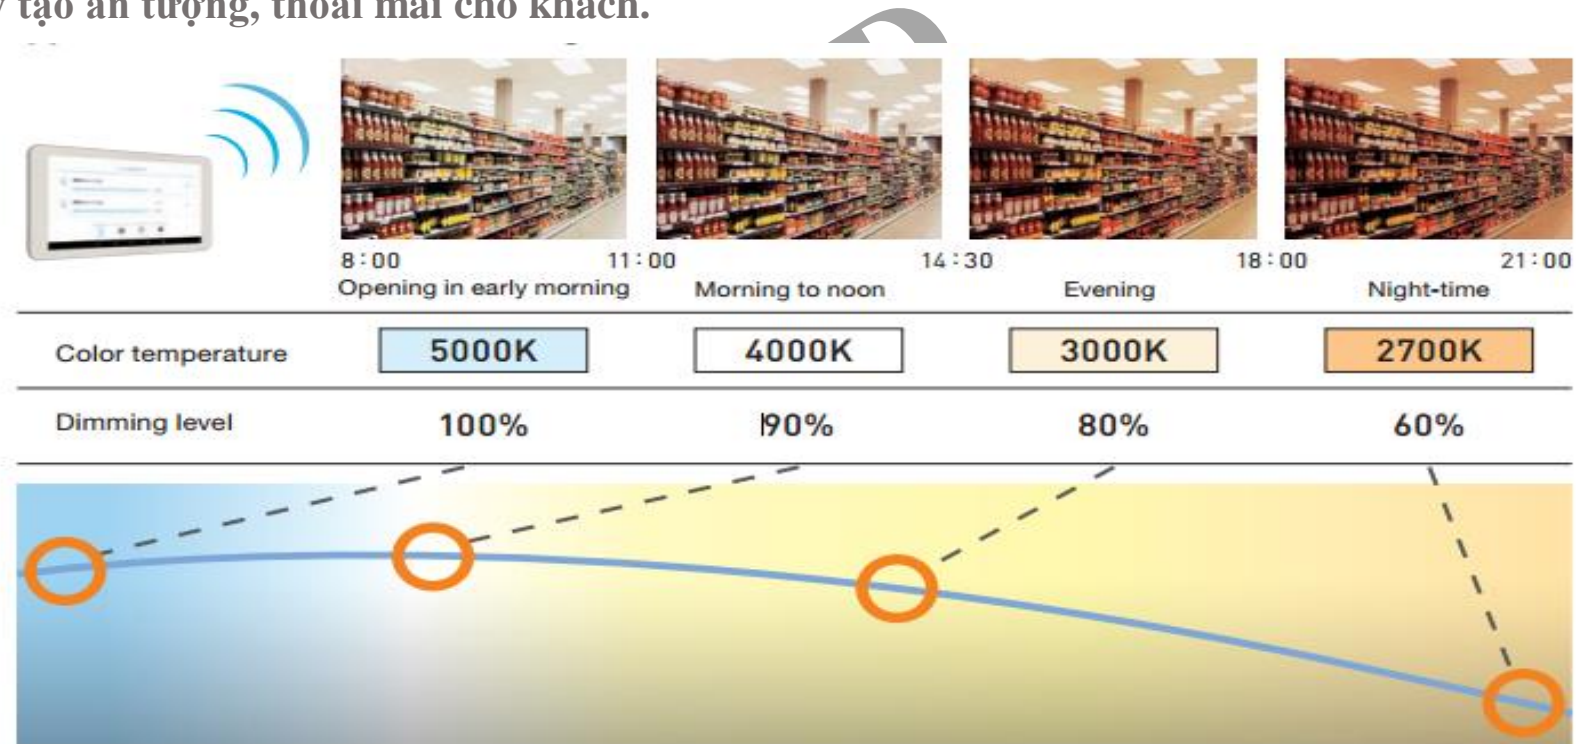 tạo ấn tượng, thoải mái cho khách.
8:00 11:00 14:30 18:00 21:00
Opening in early morning Morning to noon Evening Night-time
Color temperature 5000K 4000K 3000K 2700K
Dimming level 100% 90% 80% 60%